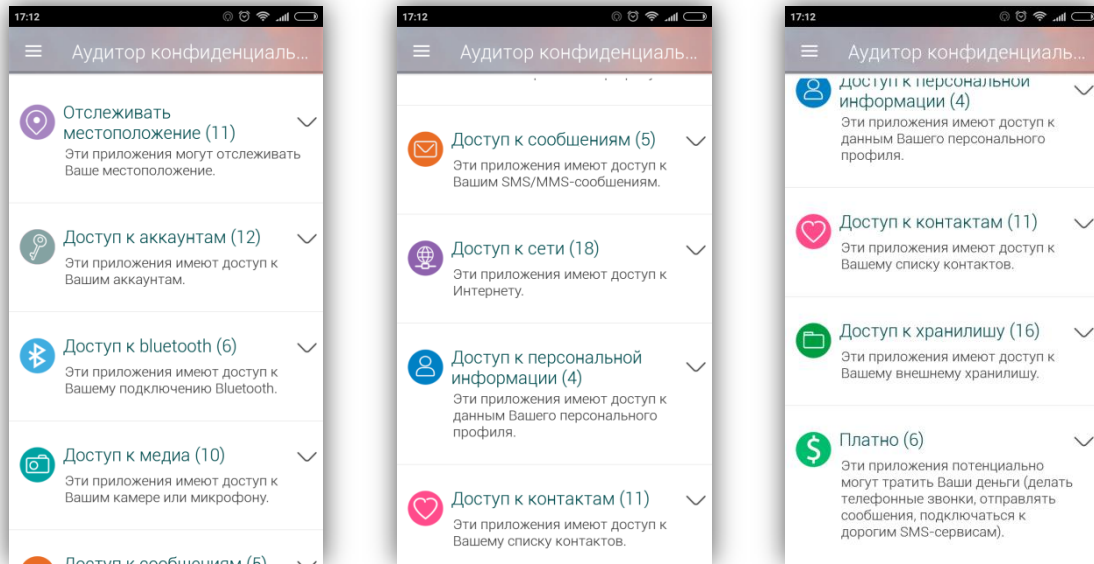 17:12
Аудитор конфиденциаль...
Отслеживать
местоположение (11)
Эти приложения могут отслеживать
Ваше местоположение.
Доступ к аккаунтам (12)
Эти приложения имеют доступ к
Вашим аккаунтам.
Доступ к bluetooth (6)
Эти приложения имеют доступ к
Вашему подключению Bluetooth.
Доступ к медиа (10)
Эти приложения имеют доступ к
Вашим камере или микрофону.
Доступ к сообщениям (5)
17:12
Аудитор конфиденциаль...
Доступ к сообщениям (5)
Эти приложения имеют доступ к
Вашим SMS/MMS-сообщениям.
Доступ к сети (18)
Эти приложения имеют доступ к
Интернету.
Доступ к персональной
информации (4)
Эти приложения имеют доступ к
данным Вашего персонального
профиля.
Доступ к контактам (11)
Эти приложения имеют доступ к
Вашему списку контактов.
17:12
Аудитор конфиденциаль...
Доступ к персональной
информации (4)
Эти приложения имеют доступ к
данным Вашего персонального
профиля.
Доступ к контактам (11)
Эти приложения имеют доступ к
Вашему списку контактов.
Доступ к хранилищу (16)
Эти приложения имеют доступ к
Вашему внешнему хранилищу.
Платно (6)
Эти приложения потенциально
могут тратить Ваши деньги (делать
телефонные звонки, отправлять
сообщения, подключаться к
дорогим SMS-сервисам).